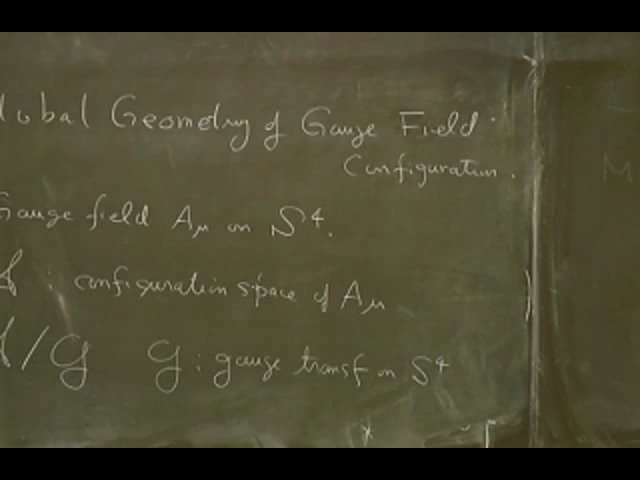 lobal Geometry of Gauge Field
Configuration.
Gauge field Aμ on S⁴.
: configuration space of Aμ
/ G G : gauge transf on S⁴